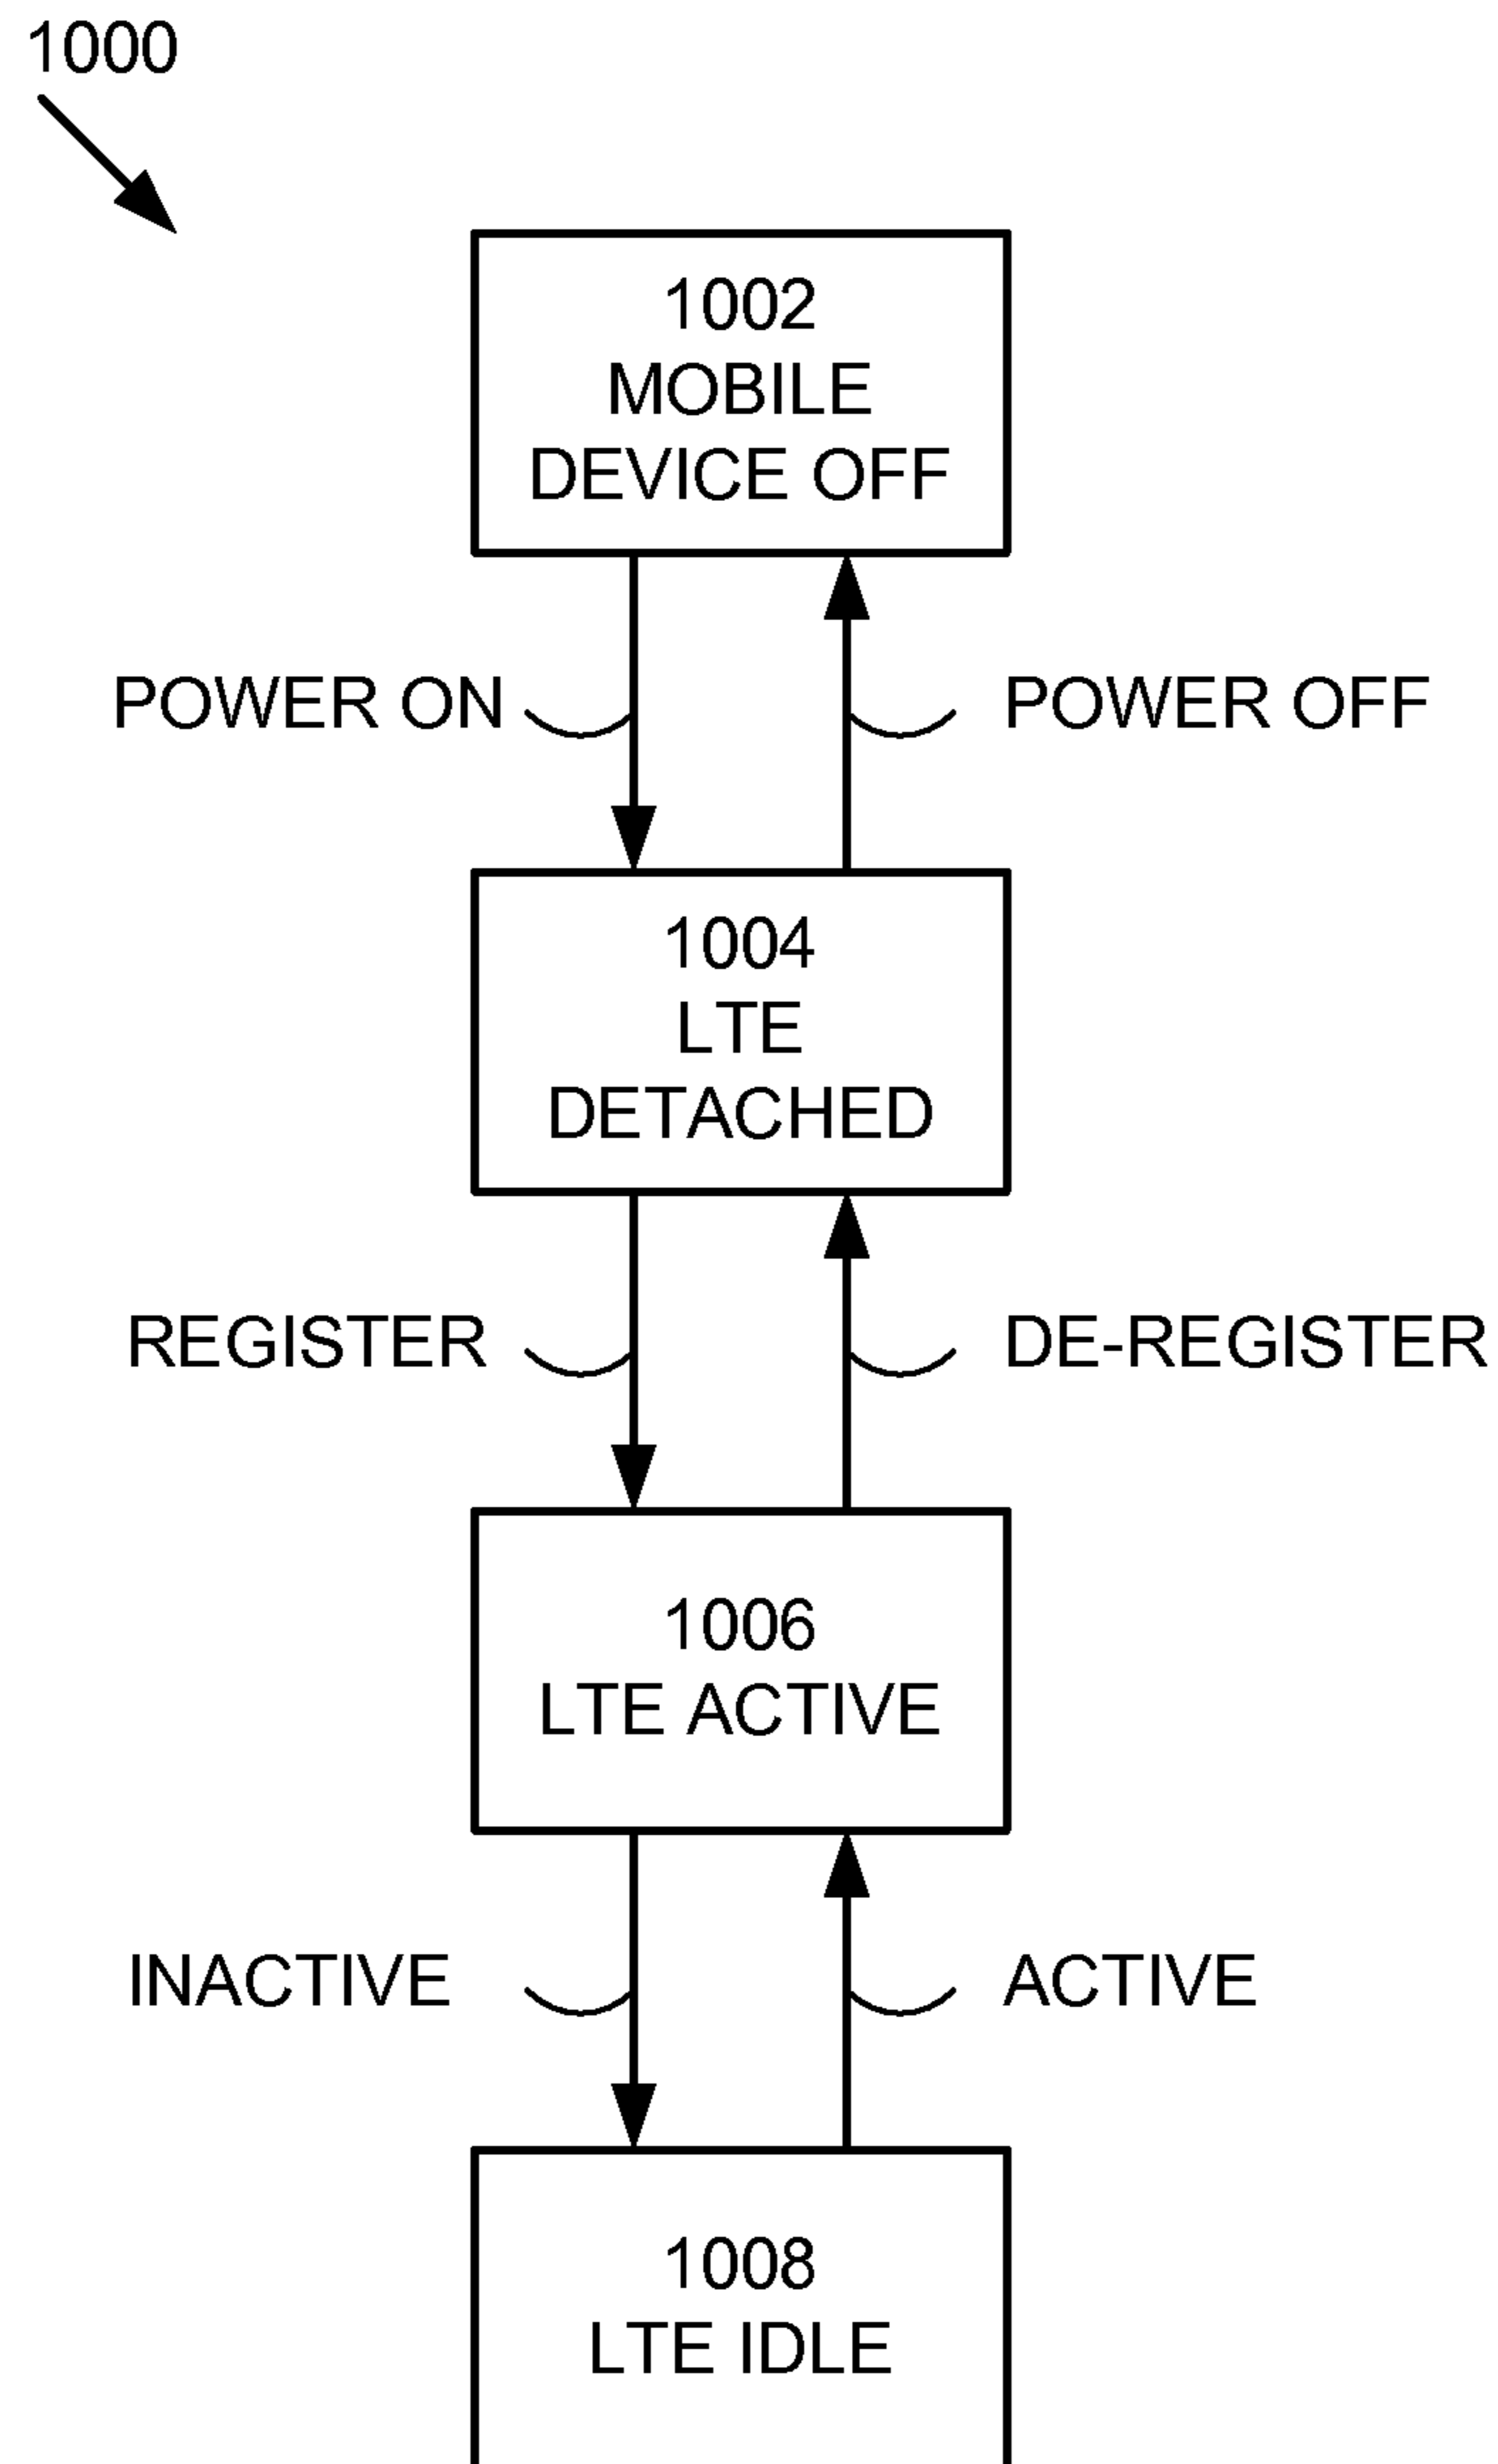 1000
1002
MOBILE
DEVICE OFF
POWER ON
POWER OFF
1004
LTE
DETACHED
REGISTER
DE-REGISTER
1006
LTE ACTIVE
INACTIVE
ACTIVE
1008
LTE IDLE